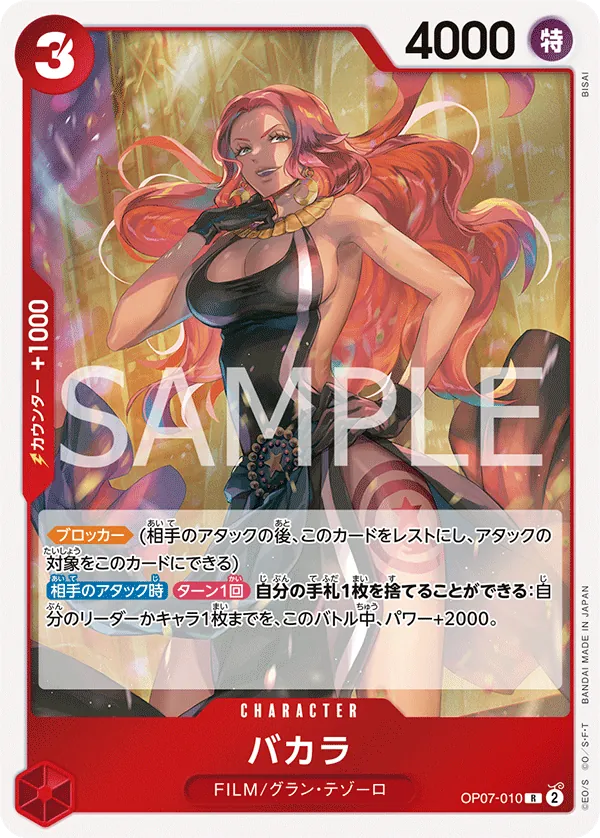 3
4000
特
BISAI
カウンター +1000
SAMPLE
ブロッカー (相手のアタックの後、このカードをレストにし、アタックの
対象をこのカードにできる)
相手のアタック時 ターン1回 自分の手札1枚を捨てることができる:自
分のリーダーかキャラ1枚までを、このバトル中、パワー+2000。
CHARACTER
バカラ
FILM/グラン・テゾーロ
OP07-010 R 2
©E.O/S ©O/S・F・T BANDAI MADE IN JAPAN